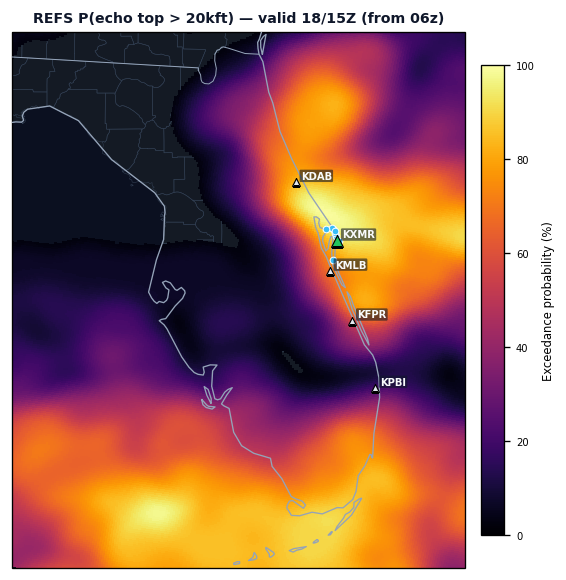 REFS P(echo top > 20kft) — valid 18/15Z (from 06z)
KDAB
KXMR
KMLB
KFPR
KPBI
100
80
60
40
20
0
Exceedance probability (%)